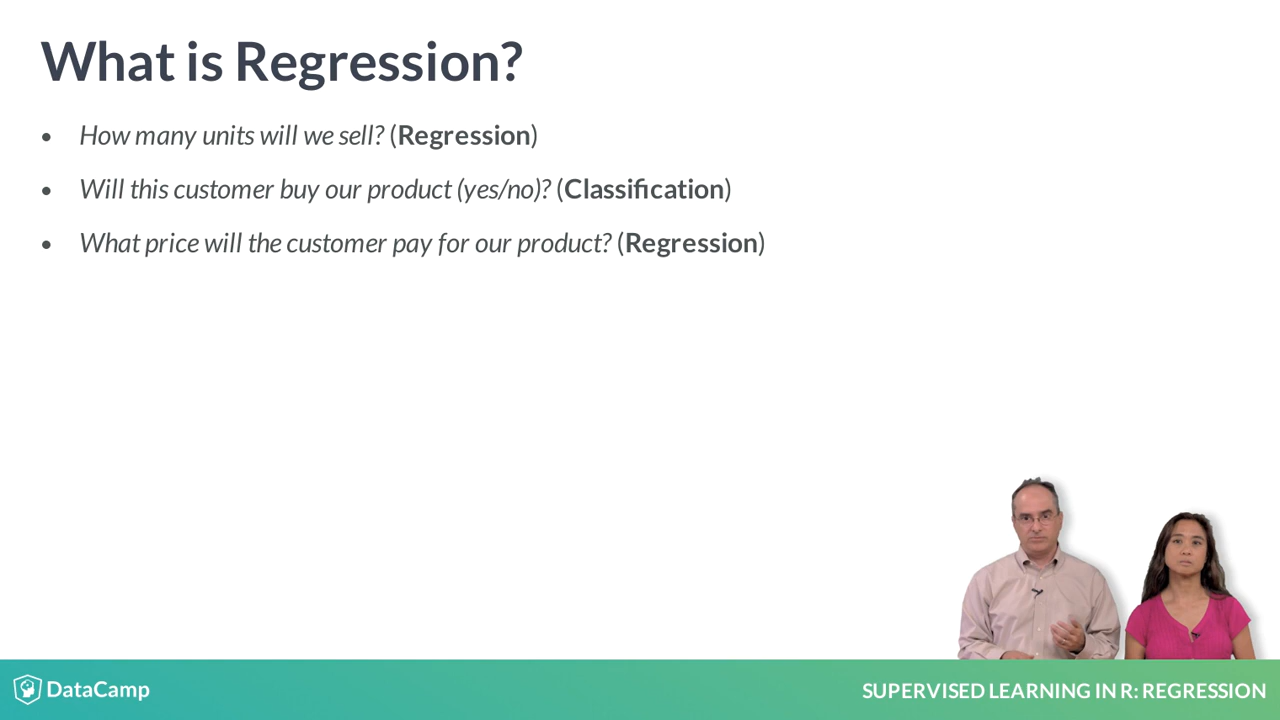 What is Regression?
• How many units will we sell? (Regression)
• Will this customer buy our product (yes/no)? (Classification)
• What price will the customer pay for our product? (Regression)
DataCamp
SUPERVISED LEARNING IN R: REGRESSION